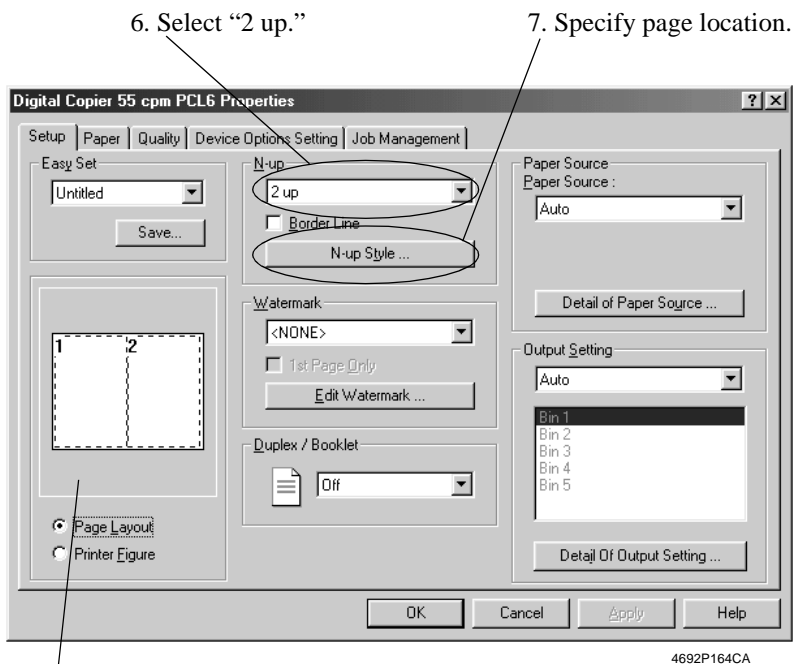 6. Select “2 up.”
7. Specify page location.
Digital Copier 55 cpm PCL6 Properties
Setup Paper Quality Device Options Setting Job Management
Easy Set
Untitled
Save...
1 2
Page Layout
Printer Figure
N-up
2 up
Border Line
N-up Style ...
Watermark
<NONE>
1st Page Only
Edit Watermark ...
Duplex / Booklet
Off
Paper Source
Paper Source :
Auto
Detail of Paper Source ...
Output Setting
Auto
Bin 1
Bin 2
Bin 3
Bin 4
Bin 5
Detail Of Output Setting ...
OK Cancel Apply Help
4692P164CA